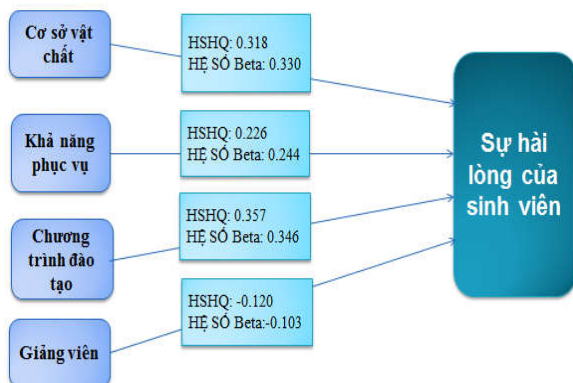 Cơ sở vật
chất
HSHQ: 0.318
HỆ SỐ Beta: 0.330
Khả năng
phục vụ
HSHQ: 0.226
HỆ SỐ Beta: 0.244
Chương
trình đào
tạo
HSHQ: 0.357
HỆ SỐ Beta: 0.346
Giảng viên
HSHQ: -0.120
HỆ SỐ Beta:-0.103
Sự hài
lòng của
sinh viên